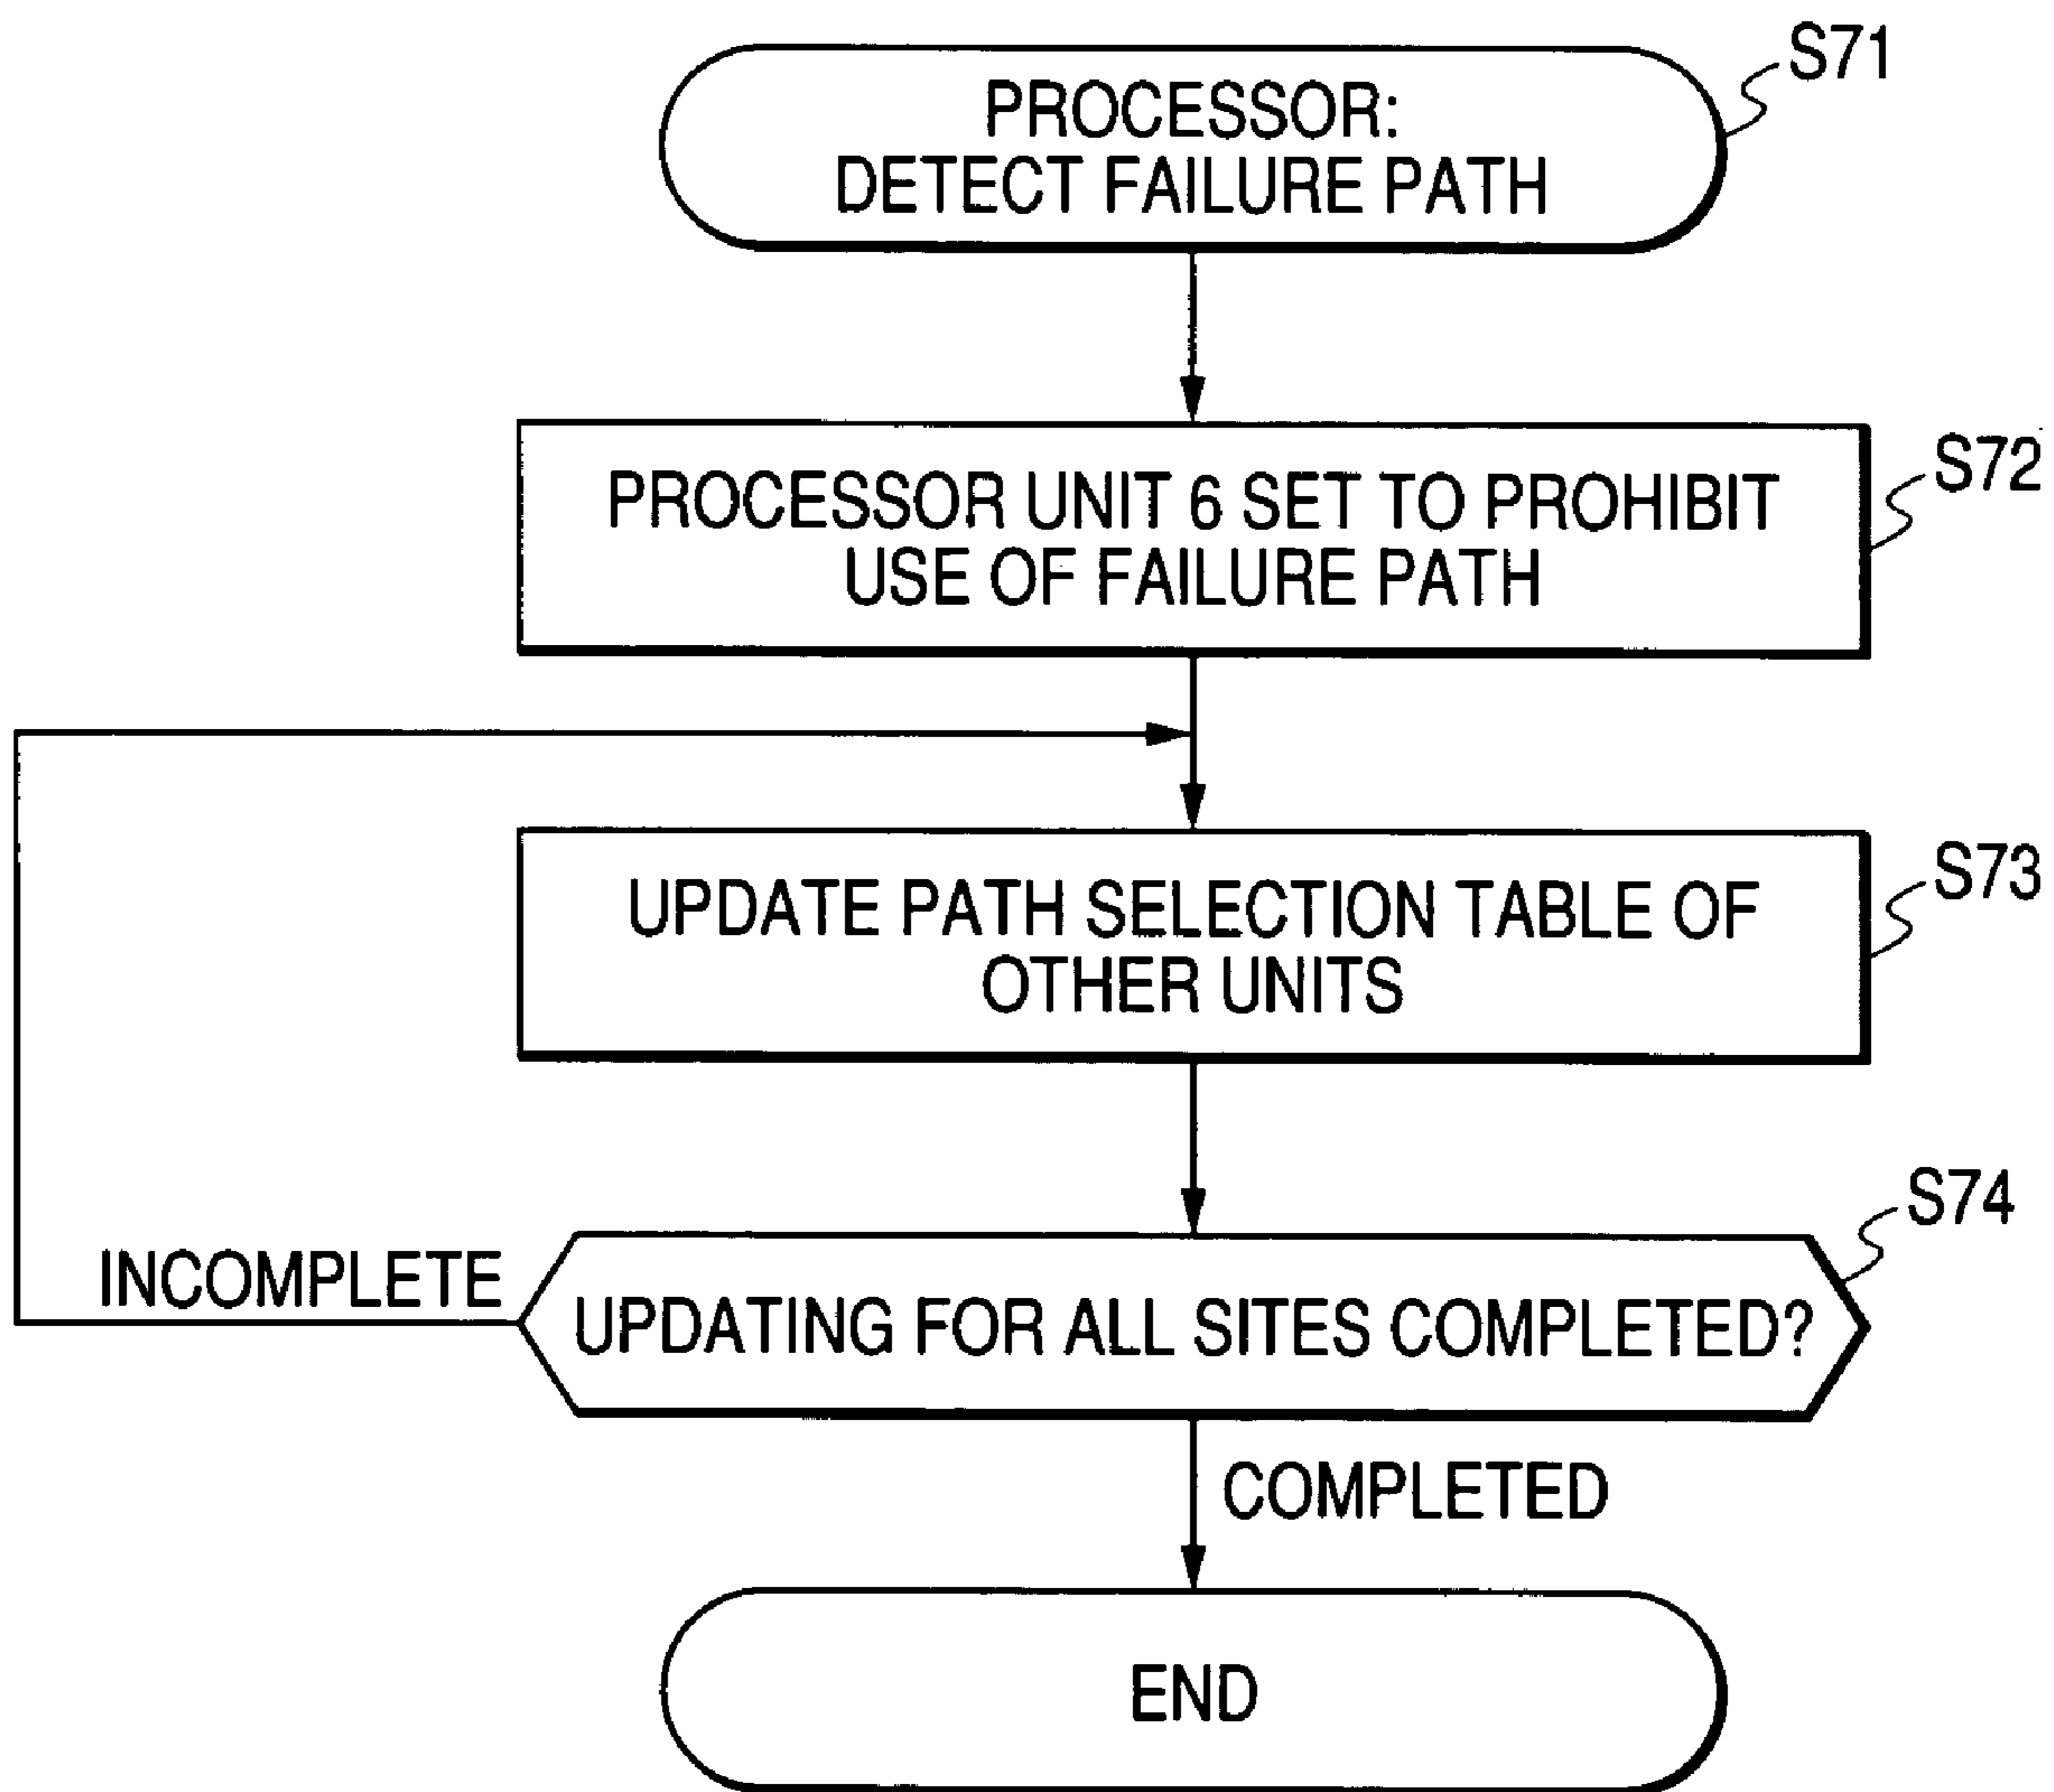 S71
PROCESSOR:
DETECT FAILURE PATH
S72
PROCESSOR UNIT 6 SET TO PROHIBIT
USE OF FAILURE PATH
S73
UPDATE PATH SELECTION TABLE OF
OTHER UNITS
S74
INCOMPLETE
UPDATING FOR ALL SITES COMPLETED?
COMPLETED
END